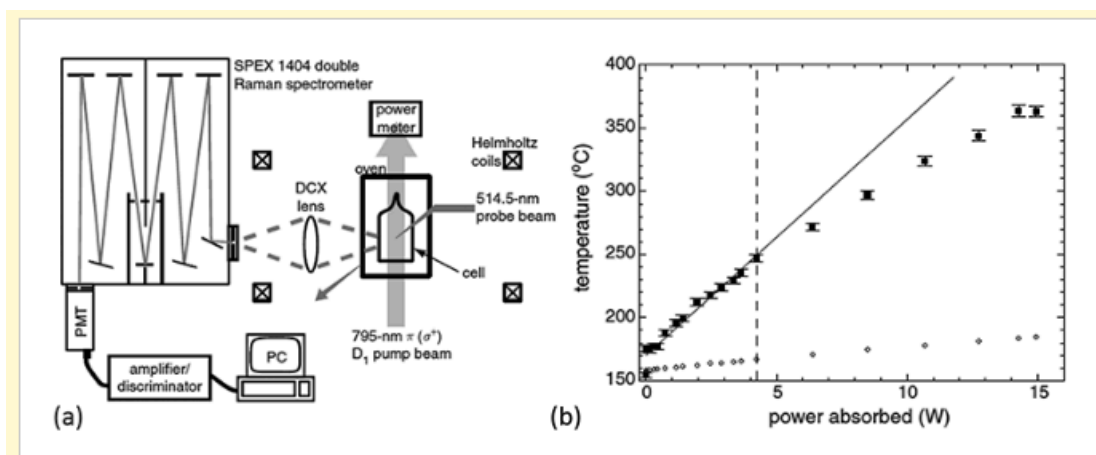 SPEX 1404 double
Raman spectrometer
power
meter
Helmholtz
coils
oven
DCX
lens
514.5-nm
probe beam
cell
795-nm π (σ⁺)
D₁ pump beam
PMT
PC
amplifier/
discriminator
(a)
400
350
300
250
200
150
temperature (°C)
0
5
10
15
power absorbed (W)
(b)